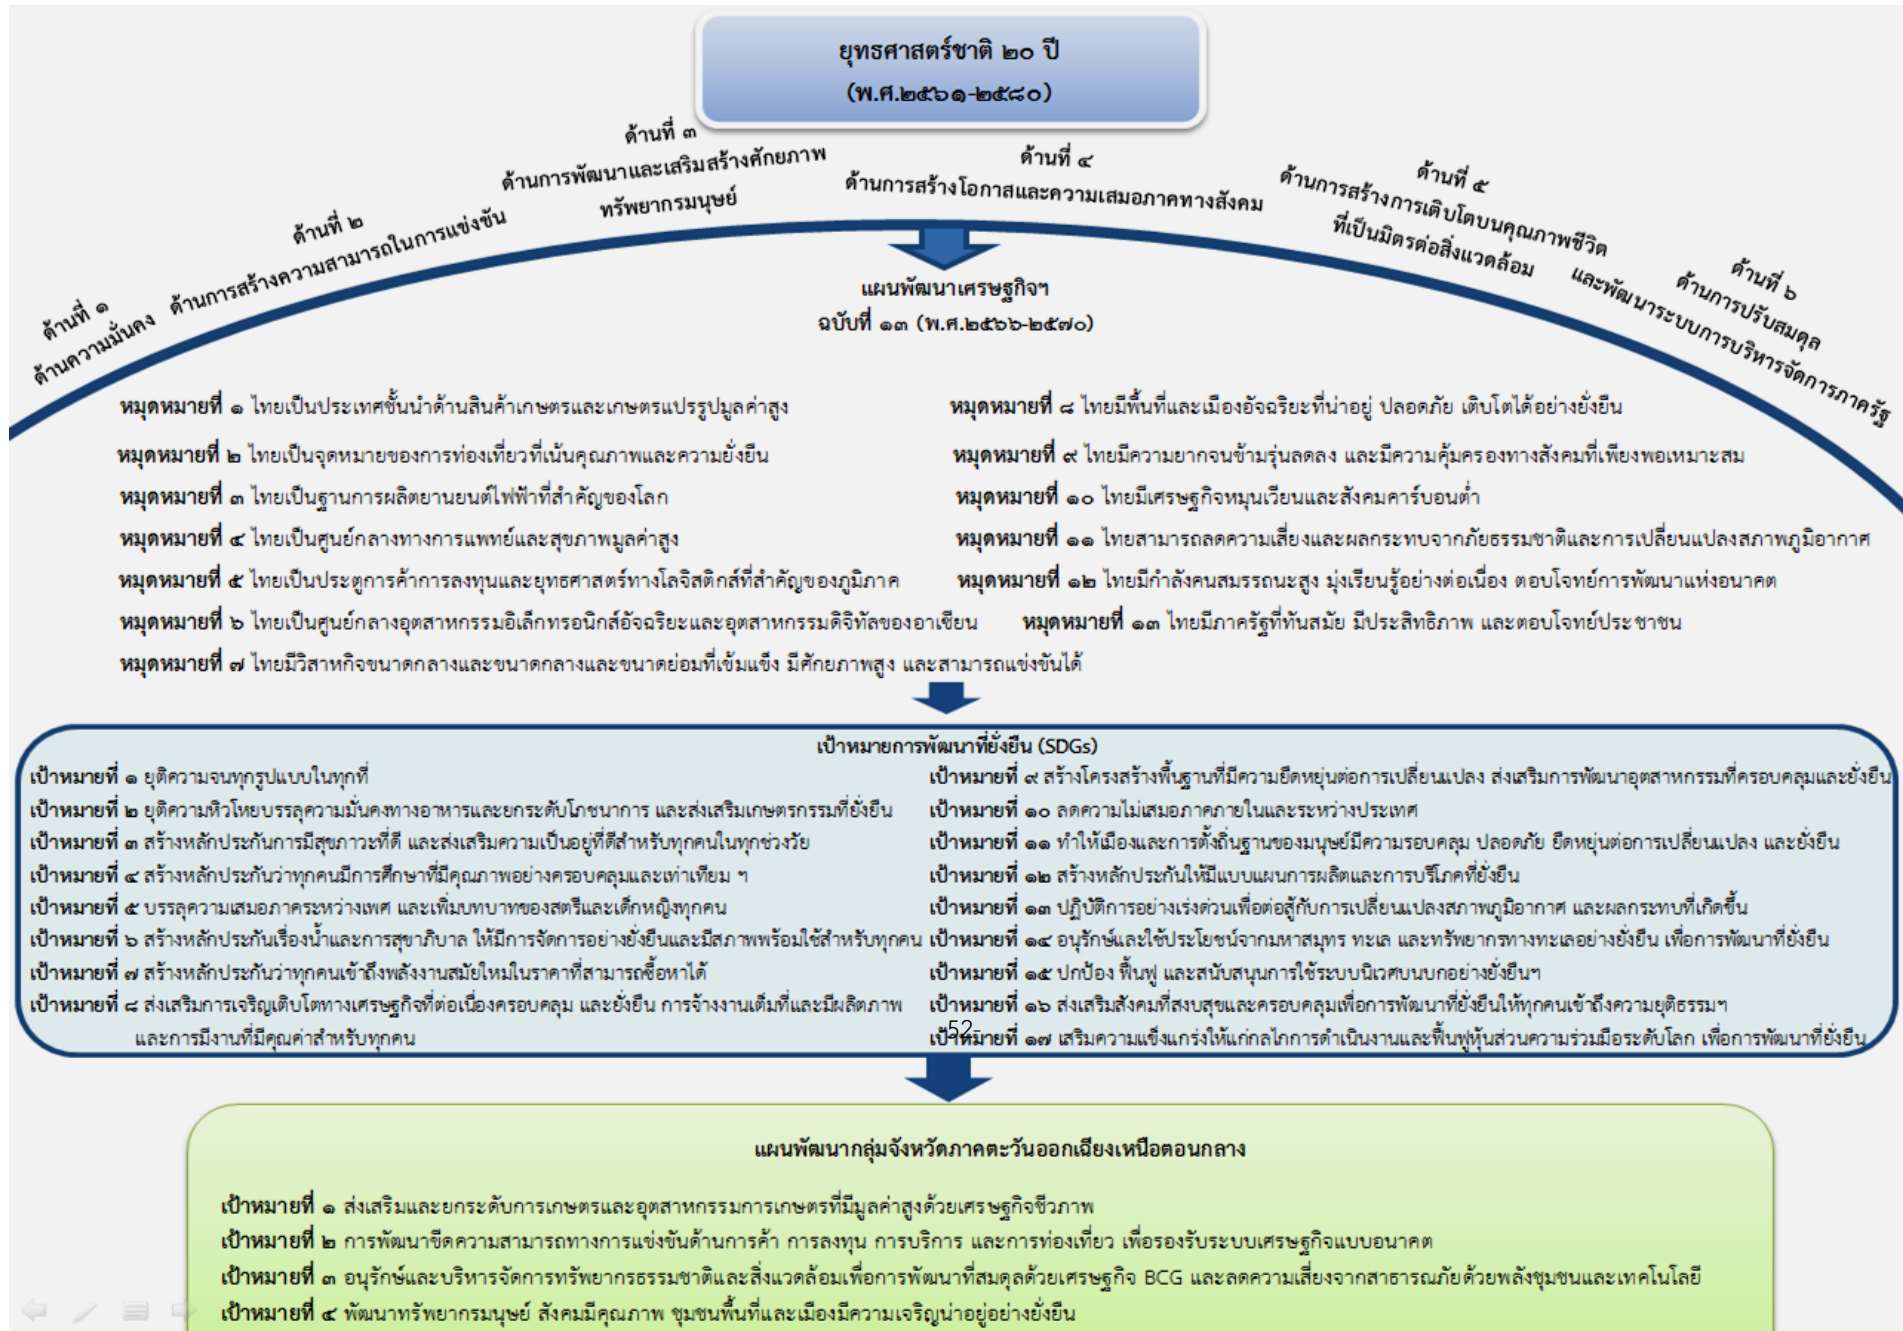 ยุทธศาสตร์ชาติ ๒๐ ปี
(พ.ศ.๒๕๖๑-๒๕๘๐)
ด้านที่ ๑
ด้านความมั่นคง
ด้านที่ ๒
ด้านการสร้างความสามารถในการแข่งขัน
ด้านที่ ๓
ด้านการพัฒนาและเสริมสร้างศักยภาพ
ทรัพยากรมนุษย์
ด้านที่ ๔
ด้านการสร้างโอกาสและความเสมอภาคทางสังคม
ด้านที่ ๕
ด้านการสร้างการเติบโตบนคุณภาพชีวิต
ที่เป็นมิตรต่อสิ่งแวดล้อม
ด้านที่ ๖
ด้านการปรับสมดุล
และพัฒนาระบบการบริหารจัดการภาครัฐ
แผนพัฒนาเศรษฐกิจฯ
ฉบับที่ ๑๓ (พ.ศ.๒๕๖๖-๒๕๗๐)
หมุดหมายที่ ๑ ไทยเป็นประเทศชั้นนำด้านสินค้าเกษตรและเกษตรแปรรูปมูลค่าสูง
หมุดหมายที่ ๒ ไทยเป็นจุดหมายของการท่องเที่ยวที่เน้นคุณภาพและความยั่งยืน
หมุดหมายที่ ๓ ไทยเป็นฐานการผลิตยานยนต์ไฟฟ้าที่สำคัญของโลก
หมุดหมายที่ ๔ ไทยเป็นศูนย์กลางทางการแพทย์และสุขภาพมูลค่าสูง
หมุดหมายที่ ๕ ไทยเป็นประตูการค้าการลงทุนและยุทธศาสตร์ทางโลจิสติกส์ที่สำคัญของภูมิภาค
หมุดหมายที่ ๖ ไทยเป็นศูนย์กลางอุตสาหกรรมอิเล็กทรอนิกส์อัจฉริยะและอุตสาหกรรมดิจิทัลของอาเซียน
หมุดหมายที่ ๗ ไทยมีวิสาหกิจขนาดกลางและขนาดกลางและขนาดย่อมที่เข้มแข็ง มีศักยภาพสูง และสามารถแข่งขันได้
หมุดหมายที่ ๘ ไทยมีพื้นที่และเมืองอัจฉริยะที่น่าอยู่ ปลอดภัย เติบโตได้อย่างยั่งยืน
หมุดหมายที่ ๙ ไทยมีความยากจนข้ามรุ่นลดลง และมีความคุ้มครองทางสังคมที่เพียงพอเหมาะสม
หมุดหมายที่ ๑๐ ไทยมีเศรษฐกิจหมุนเวียนและสังคมคาร์บอนต่ำ
หมุดหมายที่ ๑๑ ไทยสามารถลดความเสี่ยงและผลกระทบจากภัยธรรมชาติและการเปลี่ยนแปลงสภาพภูมิอากาศ
หมุดหมายที่ ๑๒ ไทยมีกำลังคนสมรรถนะสูง มุ่งเรียนรู้อย่างต่อเนื่อง ตอบโจทย์การพัฒนาแห่งอนาคต
หมุดหมายที่ ๑๓ ไทยมีภาครัฐที่ทันสมัย มีประสิทธิภาพ และตอบโจทย์ประชาชน
เป้าหมายการพัฒนาที่ยั่งยืน (SDGs)
เป้าหมายที่ ๑ ยุติความจนทุกรูปแบบในทุกที่
เป้าหมายที่ ๒ ยุติความหิวโหยบรรลุความมั่นคงทางอาหารและยกระดับโภชนาการ และส่งเสริมเกษตรกรรมที่ยั่งยืน
เป้าหมายที่ ๓ สร้างหลักประกันการมีสุขภาวะที่ดี และส่งเสริมความเป็นอยู่ที่ดีสำหรับทุกคนในทุกช่วงวัย
เป้าหมายที่ ๔ สร้างหลักประกันว่าทุกคนมีการศึกษาที่มีคุณภาพอย่างครอบคลุมและเท่าเทียม ฯ
เป้าหมายที่ ๕ บรรลุความเสมอภาคระหว่างเพศ และเพิ่มบทบาทของสตรีและเด็กหญิงทุกคน
เป้าหมายที่ ๖ สร้างหลักประกันเรื่องน้ำและการสุขาภิบาล ให้มีการจัดการอย่างยั่งยืนและมีสภาพพร้อมใช้สำหรับทุกคน
เป้าหมายที่ ๗ สร้างหลักประกันว่าทุกคนเข้าถึงพลังงานสมัยใหม่ในราคาที่สามารถซื้อหาได้
เป้าหมายที่ ๘ ส่งเสริมการเจริญเติบโตทางเศรษฐกิจที่ต่อเนื่องครอบคลุม และยั่งยืน การจ้างงานเต็มที่และมีผลิตภาพ
และการมีงานที่มีคุณค่าสำหรับทุกคน
เป้าหมายที่ ๙ สร้างโครงสร้างพื้นฐานที่มีความยืดหยุ่นต่อการเปลี่ยนแปลง ส่งเสริมการพัฒนาอุตสาหกรรมที่ครอบคลุมและยั่งยืน
เป้าหมายที่ ๑๐ ลดความไม่เสมอภาคภายในและระหว่างประเทศ
เป้าหมายที่ ๑๑ ทำให้เมืองและการตั้งถิ่นฐานของมนุษย์มีความรอบคลุม ปลอดภัย ยืดหยุ่นต่อการเปลี่ยนแปลง และยั่งยืน
เป้าหมายที่ ๑๒ สร้างหลักประกันให้มีแบบแผนการผลิตและการบริโภคที่ยั่งยืน
เป้าหมายที่ ๑๓ ปฏิบัติการอย่างเร่งด่วนเพื่อต่อสู้กับการเปลี่ยนแปลงสภาพภูมิอากาศ และผลกระทบที่เกิดขึ้น
เป้าหมายที่ ๑๔ อนุรักษ์และใช้ประโยชน์จากมหาสมุทร ทะเล และทรัพยากรทางทะเลอย่างยั่งยืน เพื่อการพัฒนาที่ยั่งยืน
เป้าหมายที่ ๑๕ ปกป้อง ฟื้นฟู และสนับสนุนการใช้ระบบนิเวศบนบกอย่างยั่งยืนฯ
เป้าหมายที่ ๑๖ ส่งเสริมสังคมที่สงบสุขและครอบคลุมเพื่อการพัฒนาที่ยั่งยืนให้ทุกคนเข้าถึงความยุติธรรมฯ
-52-
เป้าหมายที่ ๑๗ เสริมความแข็งแกร่งให้แก่กลไกการดำเนินงานและฟื้นฟูหุ้นส่วนความร่วมมือระดับโลก เพื่อการพัฒนาที่ยั่งยืน
แผนพัฒนากลุ่มจังหวัดภาคตะวันออกเฉียงเหนือตอนกลาง
เป้าหมายที่ ๑ ส่งเสริมและยกระดับการเกษตรและอุตสาหกรรมการเกษตรที่มีมูลค่าสูงด้วยเศรษฐกิจชีวภาพ
เป้าหมายที่ ๒ การพัฒนาขีดความสามารถทางการแข่งขันด้านการค้า การลงทุน การบริการ และการท่องเที่ยว เพื่อรองรับระบบเศรษฐกิจแบบอนาคต
เป้าหมายที่ ๓ อนุรักษ์และบริหารจัดการทรัพยากรธรรมชาติและสิ่งแวดล้อมเพื่อการพัฒนาที่สมดุลด้วยเศรษฐกิจ BCG และลดความเสี่ยงจากสาธารณภัยด้วยพลังชุมชนและเทคโนโลยี
เป้าหมายที่ ๔ พัฒนาทรัพยากรมนุษย์ สังคมมีคุณภาพ ชุมชนพื้นที่และเมืองมีความเจริญน่าอยู่อย่างยั่งยืน